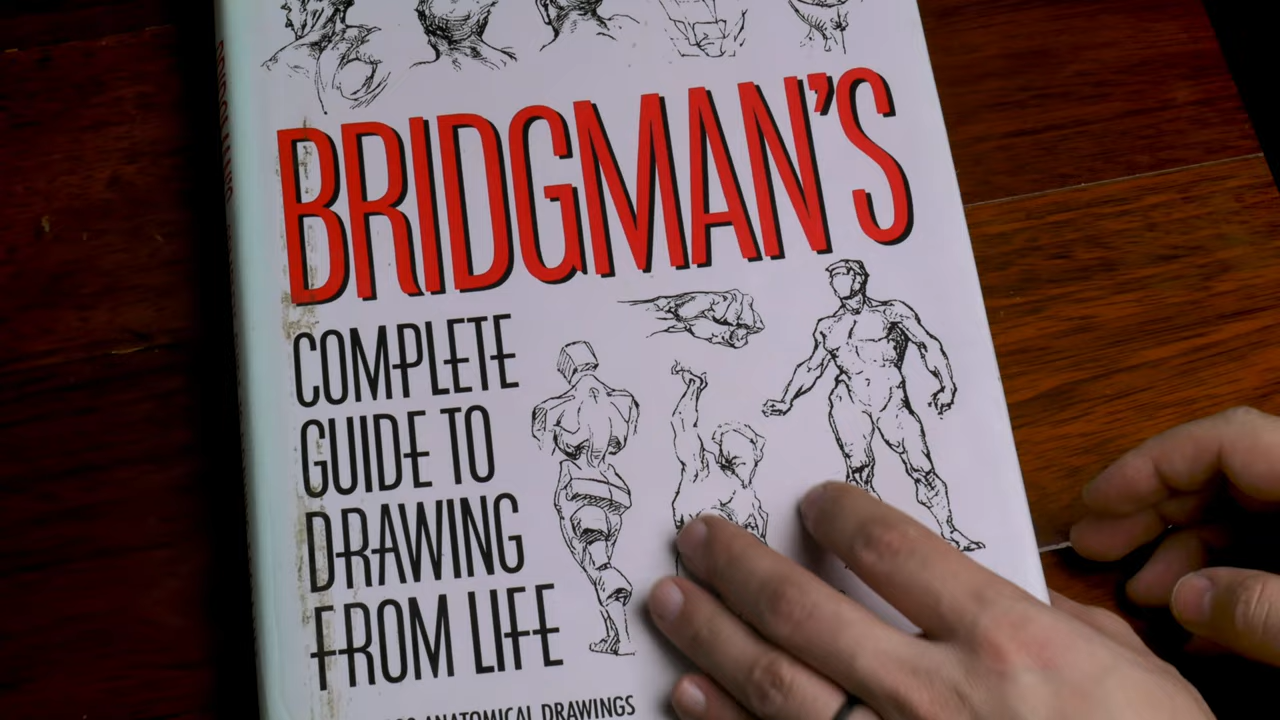 BRIDGMAN'S
COMPLETE
GUIDE TO
DRAWING
FROM LIFE
ANATOMICAL DRAWINGS